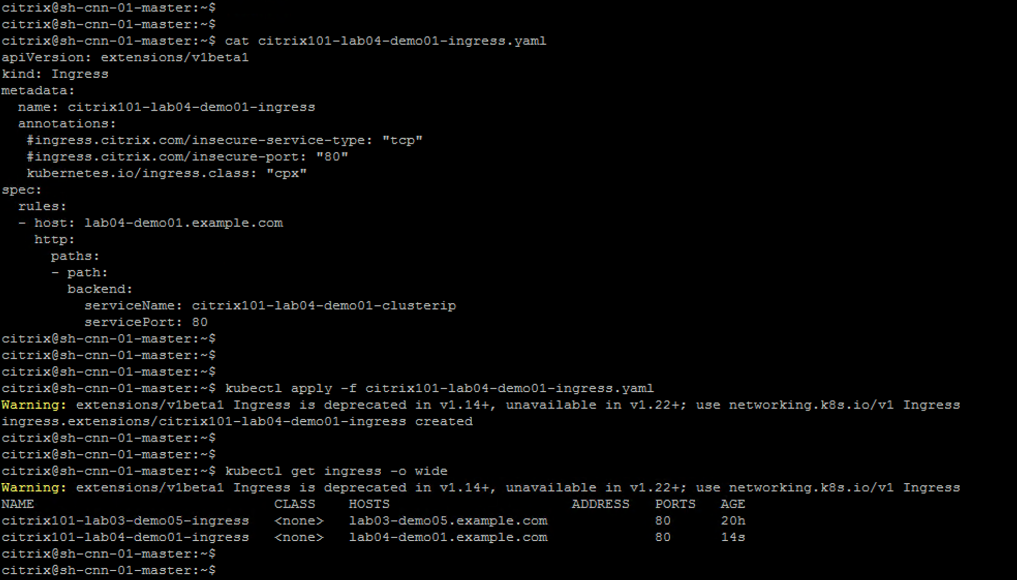 citrix@sh-cnn-01-master:~$
citrix@sh-cnn-01-master:~$
citrix@sh-cnn-01-master:~$ cat citrix101-lab04-demo01-ingress.yaml
apiVersion: extensions/v1beta1
kind: Ingress
metadata:
  name: citrix101-lab04-demo01-ingress
  annotations:
   #ingress.citrix.com/insecure-service-type: "tcp"
   #ingress.citrix.com/insecure-port: "80"
   kubernetes.io/ingress.class: "cpx"
spec:
  rules:
  - host: lab04-demo01.example.com
    http:
      paths:
      - path:
        backend:
          serviceName: citrix101-lab04-demo01-clusterip
          servicePort: 80
citrix@sh-cnn-01-master:~$
citrix@sh-cnn-01-master:~$
citrix@sh-cnn-01-master:~$
citrix@sh-cnn-01-master:~$ kubectl apply -f citrix101-lab04-demo01-ingress.yaml
Warning: extensions/v1beta1 Ingress is deprecated in v1.14+, unavailable in v1.22+; use networking.k8s.io/v1 Ingress
ingress.extensions/citrix101-lab04-demo01-ingress created
citrix@sh-cnn-01-master:~$
citrix@sh-cnn-01-master:~$
citrix@sh-cnn-01-master:~$ kubectl get ingress -o wide
Warning: extensions/v1beta1 Ingress is deprecated in v1.14+, unavailable in v1.22+; use networking.k8s.io/v1 Ingress
NAME                             CLASS    HOSTS                      ADDRESS   PORTS   AGE
citrix101-lab03-demo05-ingress   <none>   lab03-demo05.example.com             80      20h
citrix101-lab04-demo01-ingress   <none>   lab04-demo01.example.com             80      14s
citrix@sh-cnn-01-master:~$
citrix@sh-cnn-01-master:~$